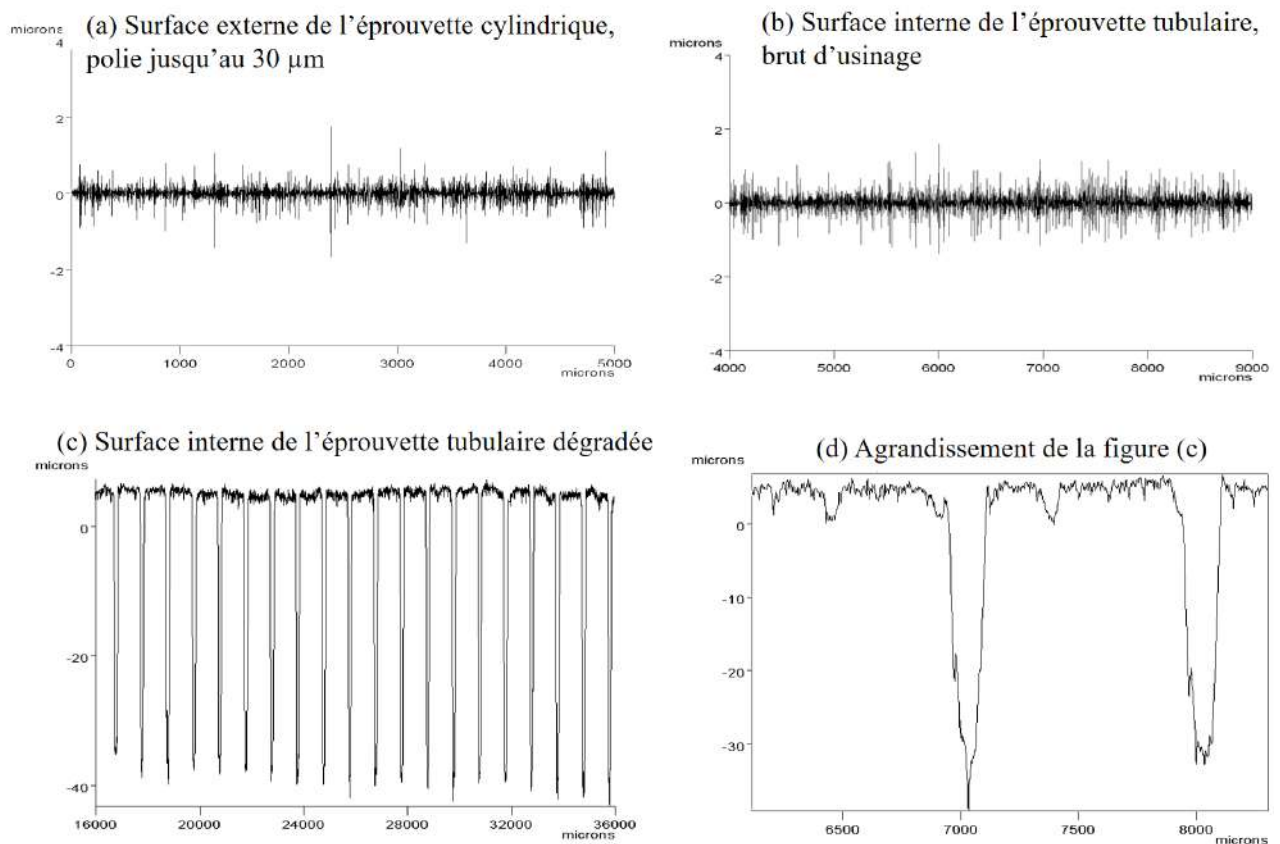 (a) Surface externe de l’éprouvette cylindrique,
polie jusqu’au 30 µm
microns
4
2
0
-2
-4
0 1000 2000 3000 4000 5000
microns
(b) Surface interne de l’éprouvette tubulaire,
brut d’usinage
microns
4
2
0
-2
-4
4000 5000 6000 7000 8000 9000
microns
(c) Surface interne de l’éprouvette tubulaire dégradée
microns
0
-20
-40
16000 20000 24000 28000 32000 36000
microns
(d) Agrandissement de la figure (c)
microns
0
-10
-20
-30
6500 7000 7500 8000
microns